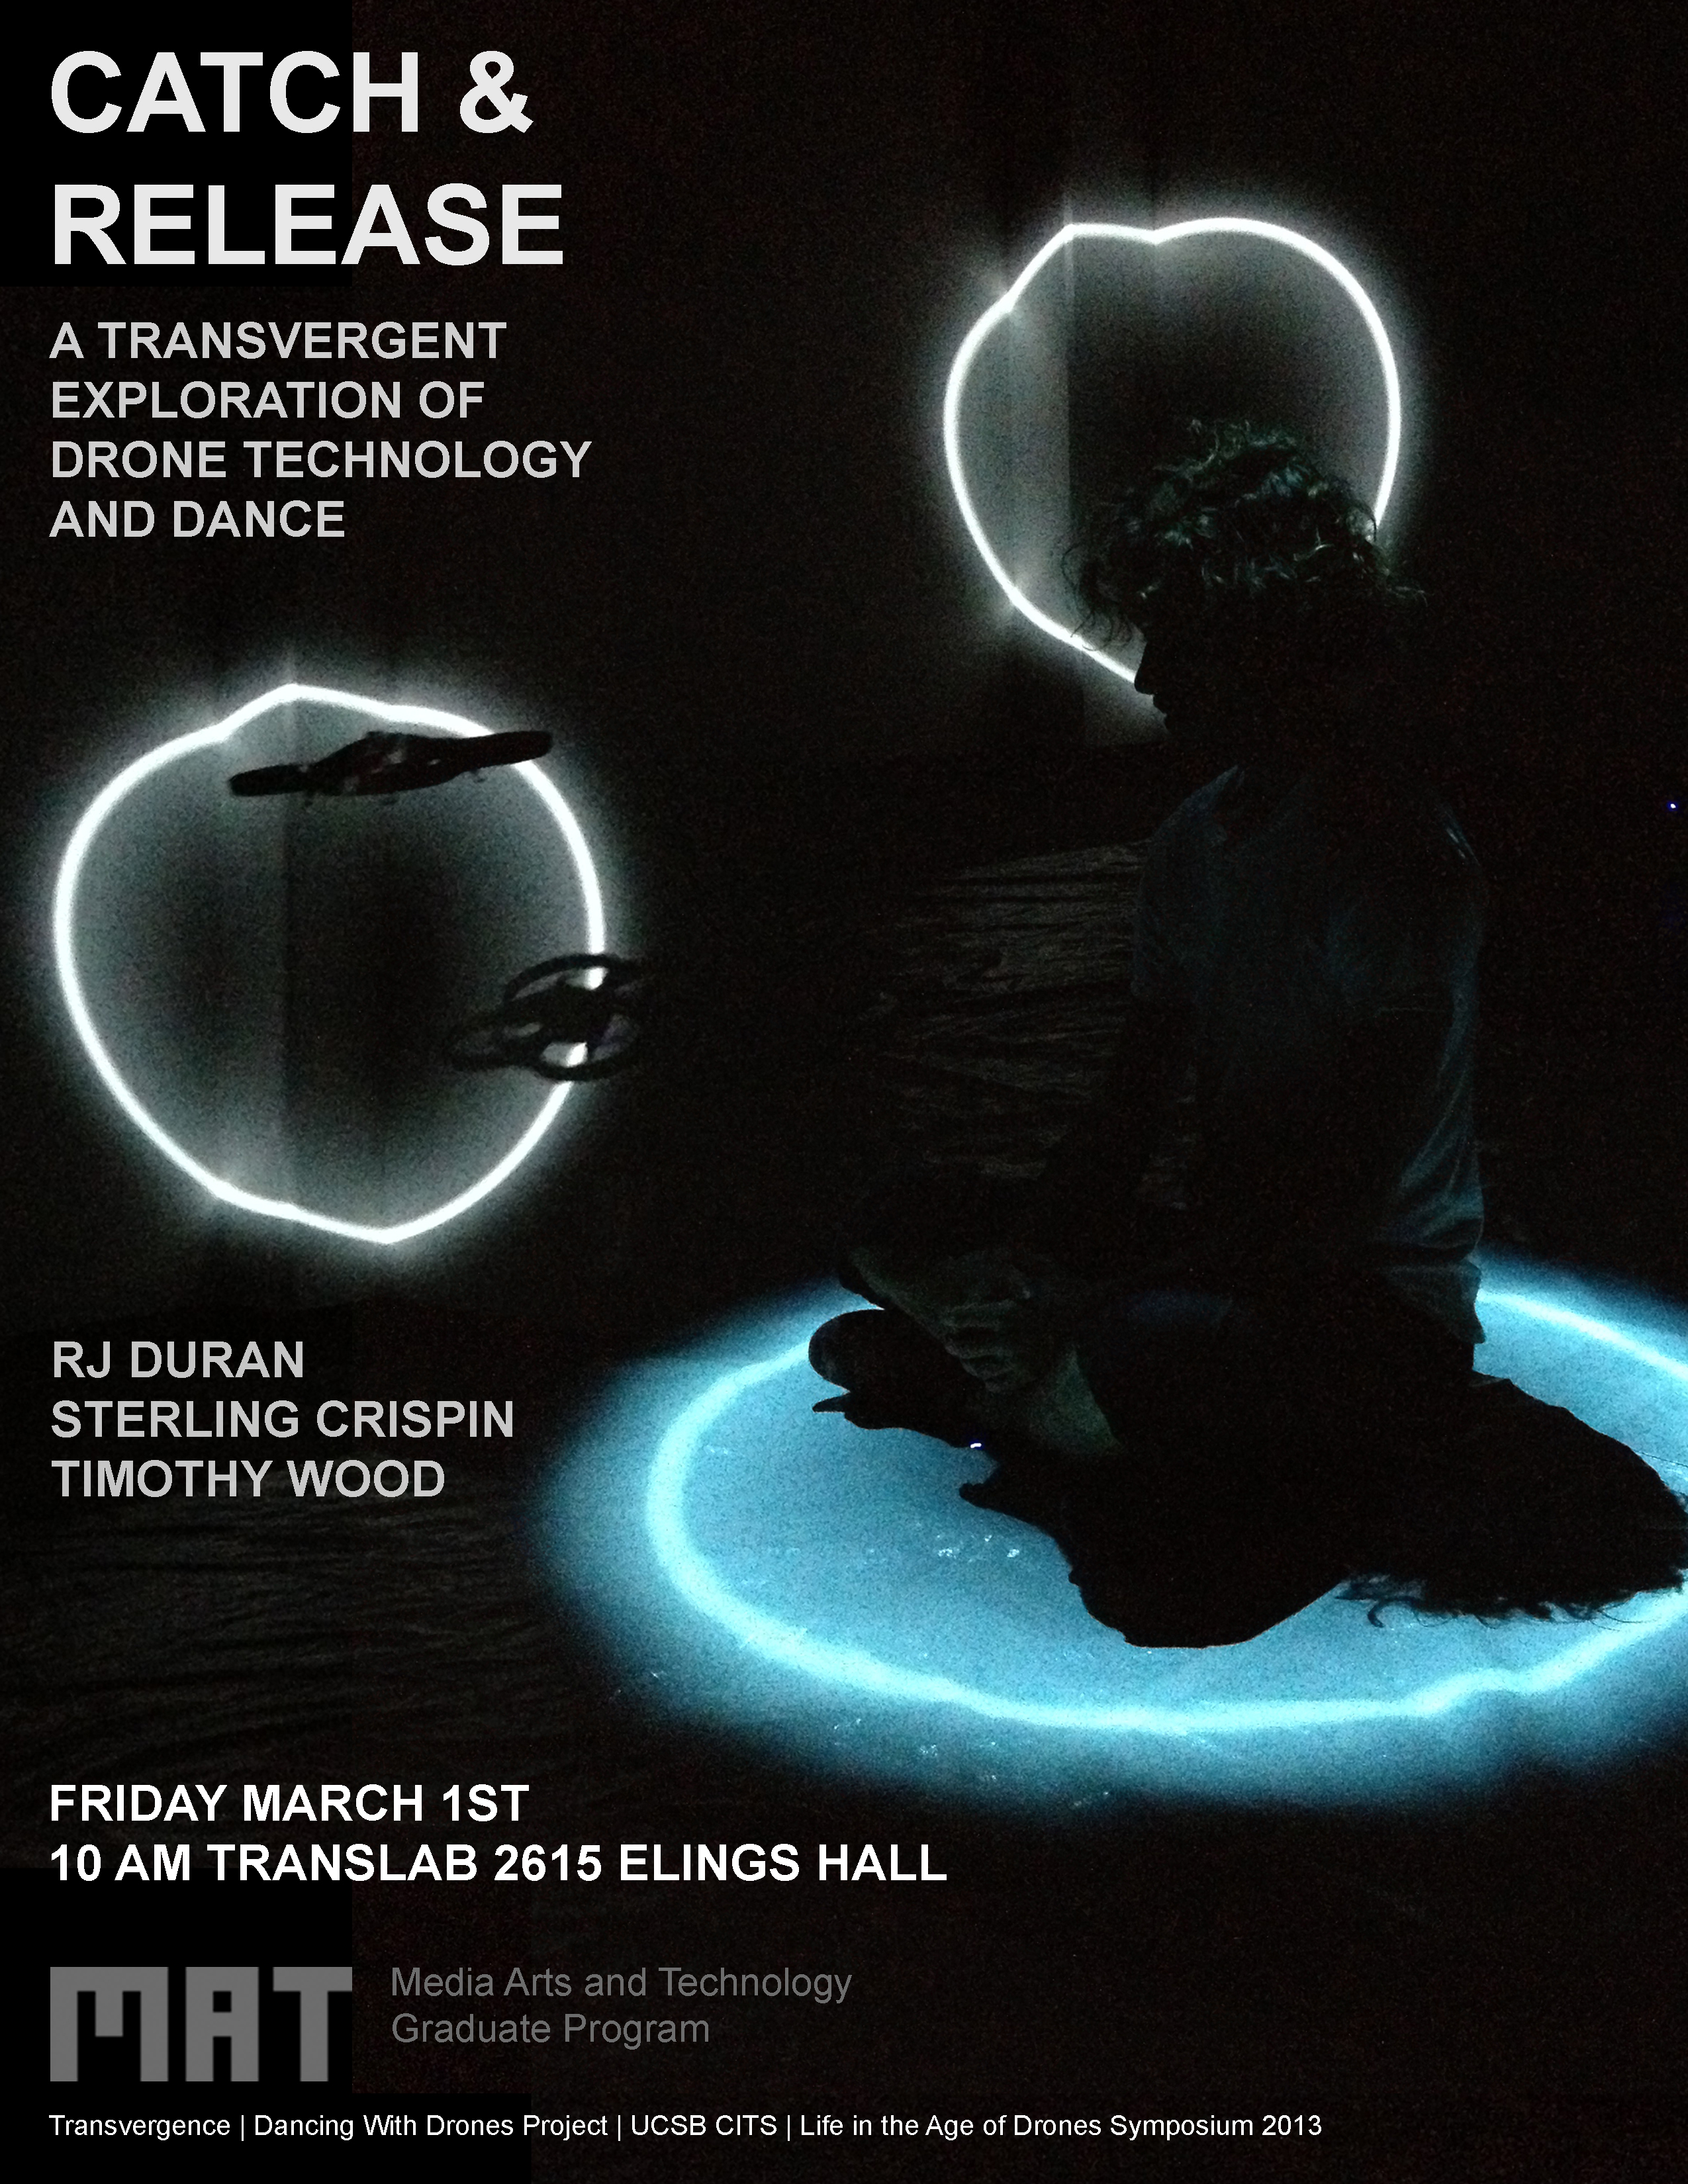 CATCH &
RELEASE
A TRANSVERGENT
EXPLORATION OF
DRONE TECHNOLOGY
AND DANCE
RJ DURAN
STERLING CRISPIN
TIMOTHY WOOD
FRIDAY MARCH 1ST
10 AM TRANSLAB 2615 ELINGS HALL
MAT
Media Arts and Technology
Graduate Program
Transvergence | Dancing With Drones Project | UCSB CITS | Life in the Age of Drones Symposium 2013